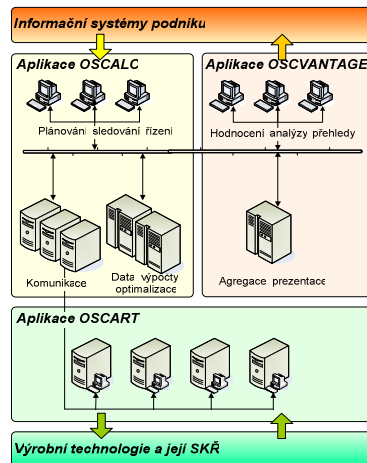 Informační systémy podniku
Aplikace OSCALC
Aplikace OSCVANTAGE
Plánování sledování řízení
Hodnocení analýzy přehledy
Komunikace
Data výpočty
optimalizace
Agregace prezentace
Aplikace OSCART
Výrobní technologie a její SKŘ